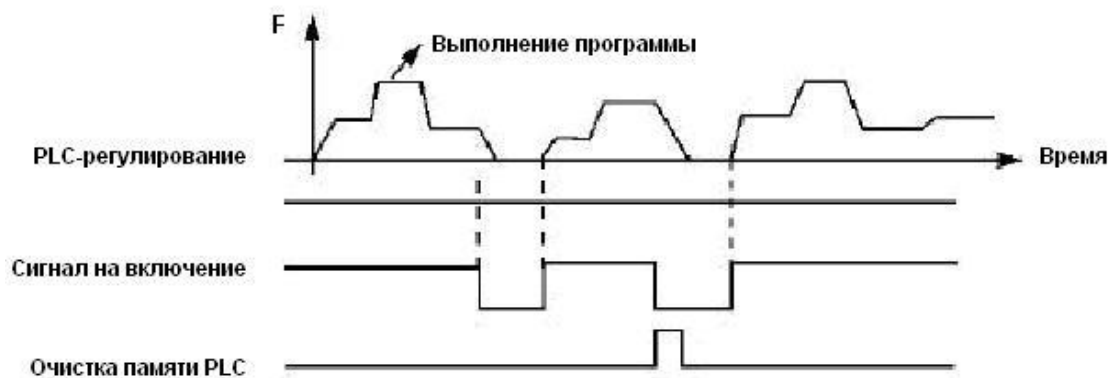 F
Выполнение программы
PLC-регулирование
Время
Сигнал на включение
Очистка памяти PLC